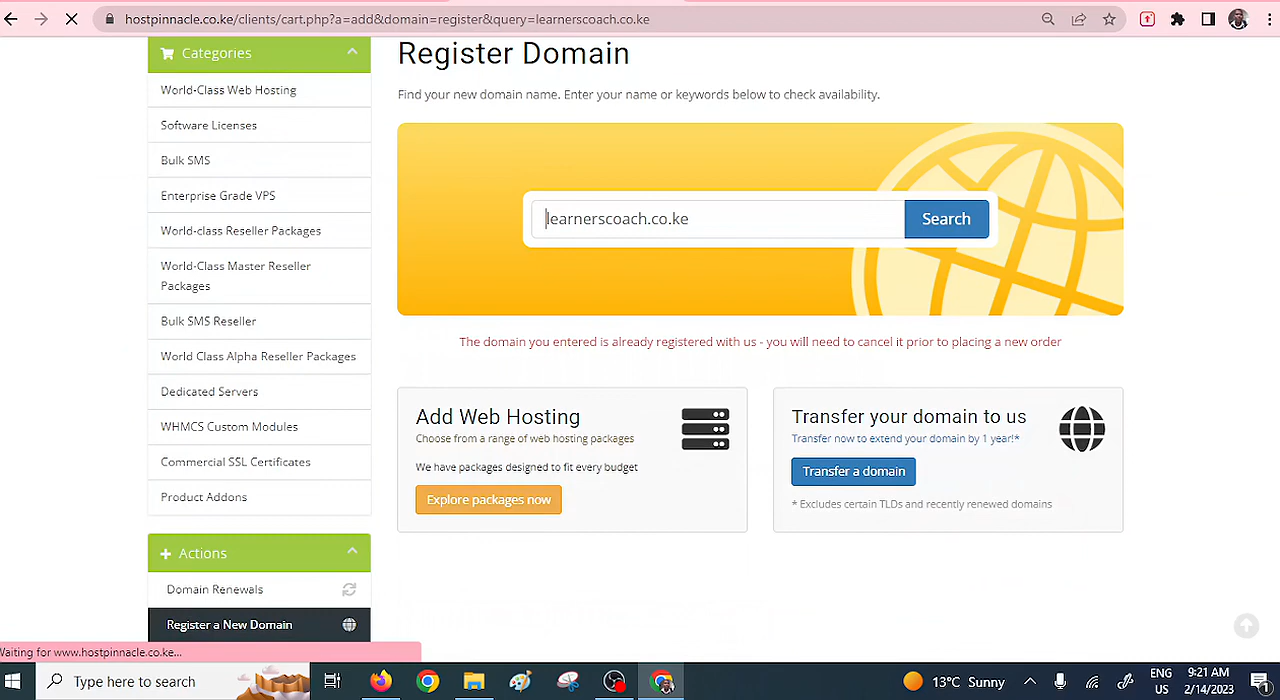 hostpinnacle.co.ke/clients/cart.php?a=add&domain=register&query=learnerscoach.co.ke
Categories
World-Class Web Hosting
Software Licenses
Bulk SMS
Enterprise Grade VPS
World-class Reseller Packages
World-Class Master Reseller
Packages
Bulk SMS Reseller
World Class Alpha Reseller Packages
Dedicated Servers
WHMCS Custom Modules
Commercial SSL Certificates
Product Addons
Actions
Domain Renewals
Register a New Domain
Register Domain
Find your new domain name. Enter your name or keywords below to check availability.
learnerscoach.co.ke
Search
The domain you entered is already registered with us - you will need to cancel it prior to placing a new order
Add Web Hosting
Choose from a range of web hosting packages
We have packages designed to fit every budget
Explore packages now
Transfer your domain to us
Transfer now to extend your domain by 1 year!*
Transfer a domain
* Excludes certain TLDs and recently renewed domains
Waiting for www.hostpinnacle.co.ke...
Type here to search
13°C Sunny
ENG
US
9:21 AM
2/14/2023
1